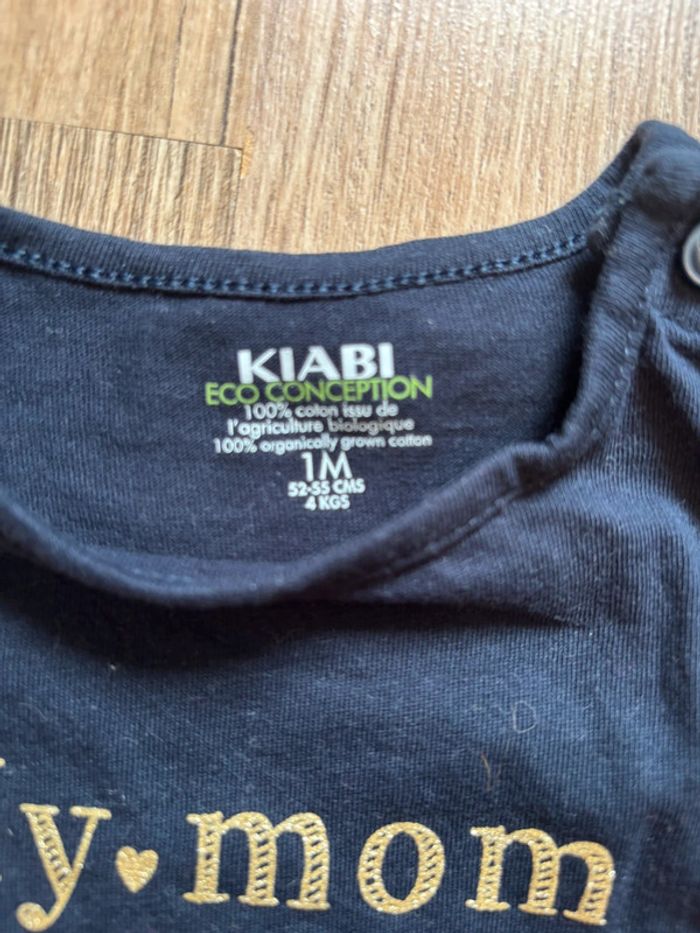 KIABI
ECO CONCEPTION
100% coton issu de
l'agriculture biologique
100% organically grown cotton
1M
52-55 CMS
4 KGS
y♥mom